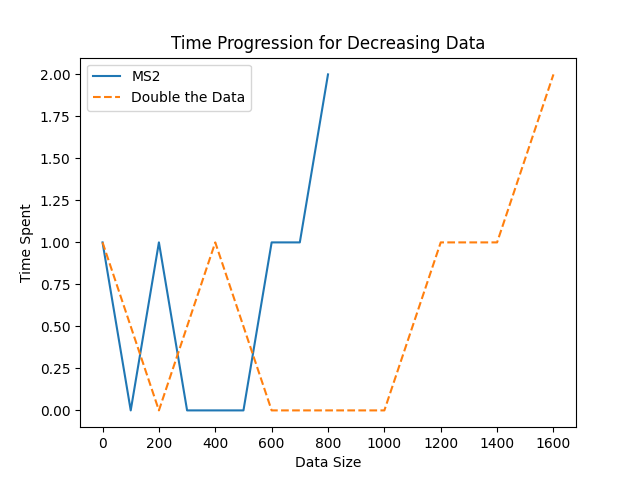 Time Progression for Decreasing Data
MS2
Double the Data
2.00
1.75
1.50
1.25
1.00
0.75
0.50
0.25
0.00
Time Spent
0 200 400 600 800 1000 1200 1400 1600
Data Size